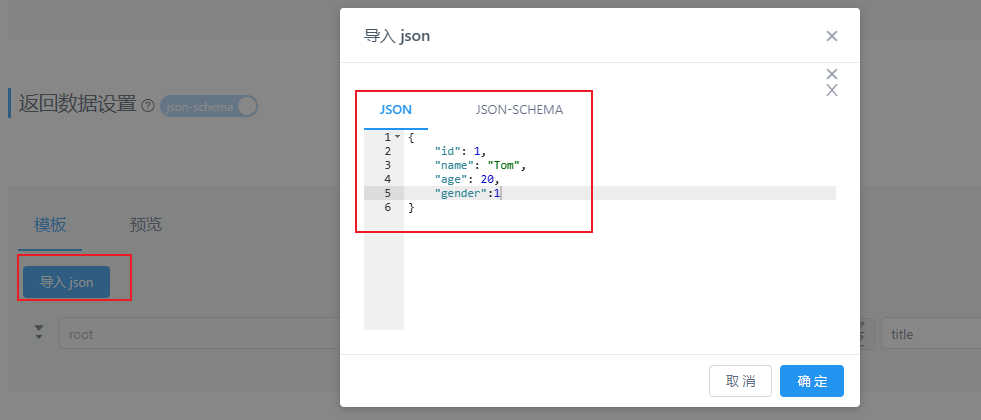 返回数据设置 ? json-schema
模板 预览
导入 json
root
title
导入 json
JSON JSON-SCHEMA
1 {
2 "id": 1,
3 "name": "Tom",
4 "age": 20,
5 "gender":1
6 }
取消 确定